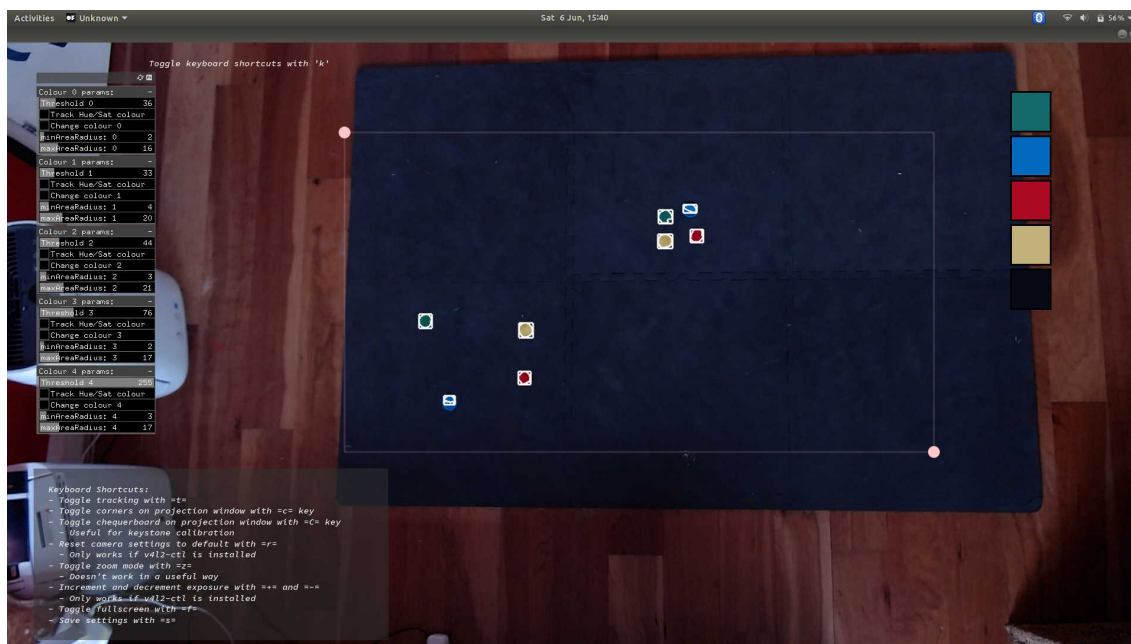 Activities
Unknown
Sat 6 Jun, 15:40
56%
Toggle keyboard shortcuts with 'k'
Colour 0 params: -
Threshold 0 36
Track Hue/Sat colour
Change colour 0
minAreaRadius: 0 2
maxAreaRadius: 0 16
Colour 1 params: -
Threshold 1 33
Track Hue/Sat colour
Change colour 1
minAreaRadius: 1 4
maxAreaRadius: 1 20
Colour 2 params: -
Threshold 2 44
Track Hue/Sat colour
Change colour 2
minAreaRadius: 2 3
maxAreaRadius: 2 21
Colour 3 params: -
Threshold 3 76
Track Hue/Sat colour
Change colour 3
minAreaRadius: 3 2
maxAreaRadius: 3 17
Colour 4 params: -
Threshold 4 255
Track Hue/Sat colour
Change colour 4
minAreaRadius: 4 3
maxAreaRadius: 4 17
Keyboard Shortcuts:
- Toggle tracking with =t=
- Toggle corners on projection window with =c= key
- Toggle chequerboard on projection window with =C= key
- Useful for keystone calibration
- Reset camera settings to default with =r=
- Only works if v4l2-ctl is installed
- Toggle zoom mode with =z=
- Doesn't work in a useful way
- Increment and decrement exposure with =+= and =-=
- Only works if v4l2-ctl is installed
- Toggle fullscreen with =f=
- Save settings with =s=